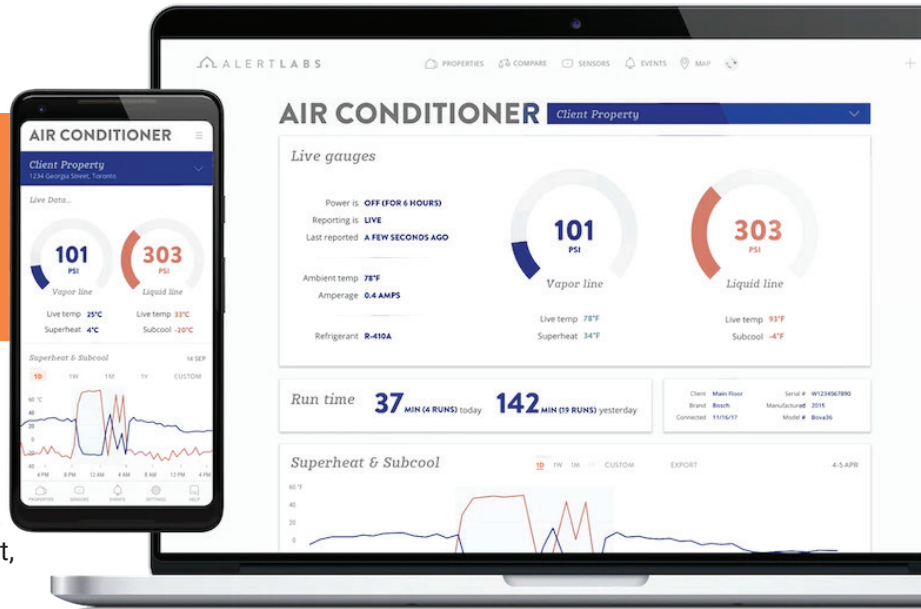 ALERTLABS
PROPERTIES COMPARE SENSORS EVENTS MAP
AIR CONDITIONER
Client Property
Live gauges
Power is OFF (FOR 6 HOURS)
Reporting is LIVE
Last reported A FEW SECONDS AGO
Ambient temp 78°F
Amperage 0.4 AMPS
Refrigerant R-410A
101
PSI
Vapor line
Live temp 78°F
Superheat 34°F
303
PSI
Liquid line
Live temp 93°F
Subcool -4°F
Run time 37 MIN (4 RUNS) today 142 MIN (19 RUNS) yesterday
Client Main Floor
Brand Bosch
Connected 11/16/17
Serial # W1234567890
Manufactured 2015
Model # Bova36
Superheat & Subcool
1D 1W 1M CUSTOM EXPORT 4-5 APR
60 °F
40
20
0
AIR CONDITIONER
Client Property
1234 Georgia Street, Toronto
Live Data...
101
PSI
Vapor line
Live temp 25°C
Superheat 4°C
303
PSI
Liquid line
Live temp 33°C
Subcool -20°C
Superheat & Subcool 14 SEP
1D 1W 1M 1Y CUSTOM
60 °C
40
20
0
-20
-40
4 PM 8 PM 12 AM 4 AM 8 AM 12 PM 4 PM
PROPERTIES SENSORS EVENTS SETTINGS HELP
t,